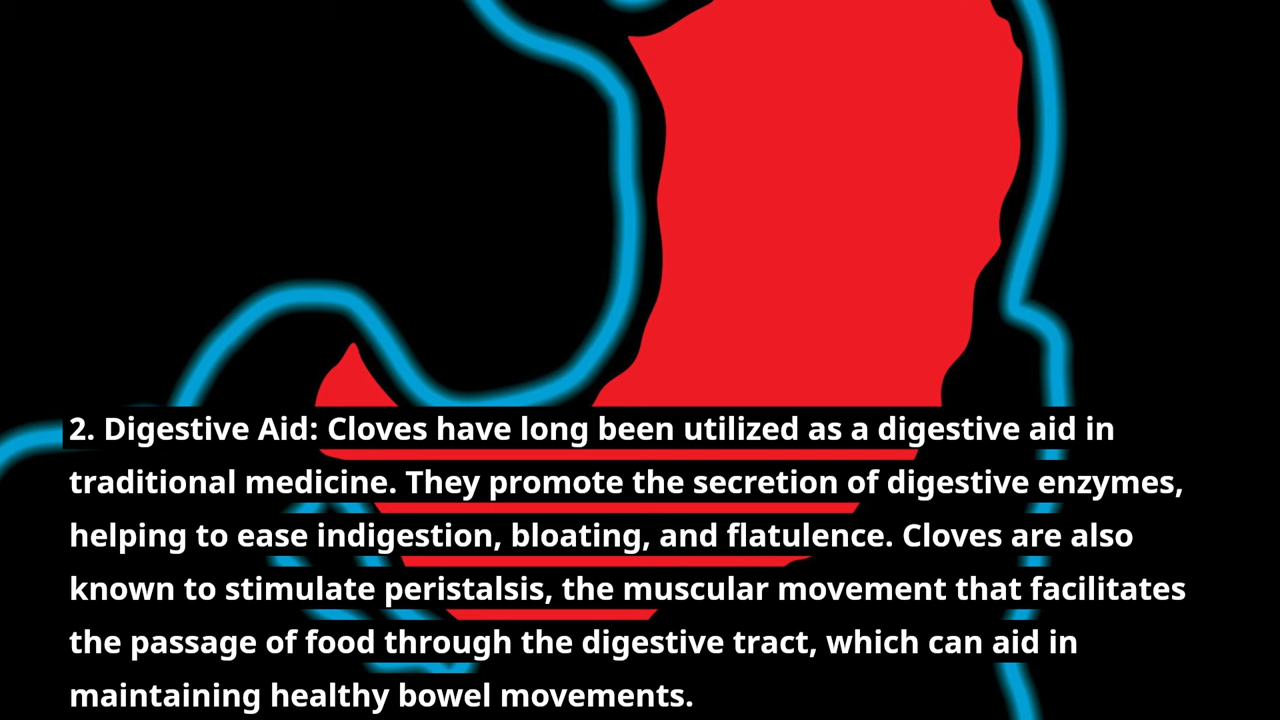 2. Digestive Aid: Cloves have long been utilized as a digestive aid in
traditional medicine. They promote the secretion of digestive enzymes,
helping to ease indigestion, bloating, and flatulence. Cloves are also
known to stimulate peristalsis, the muscular movement that facilitates
the passage of food through the digestive tract, which can aid in
maintaining healthy bowel movements.